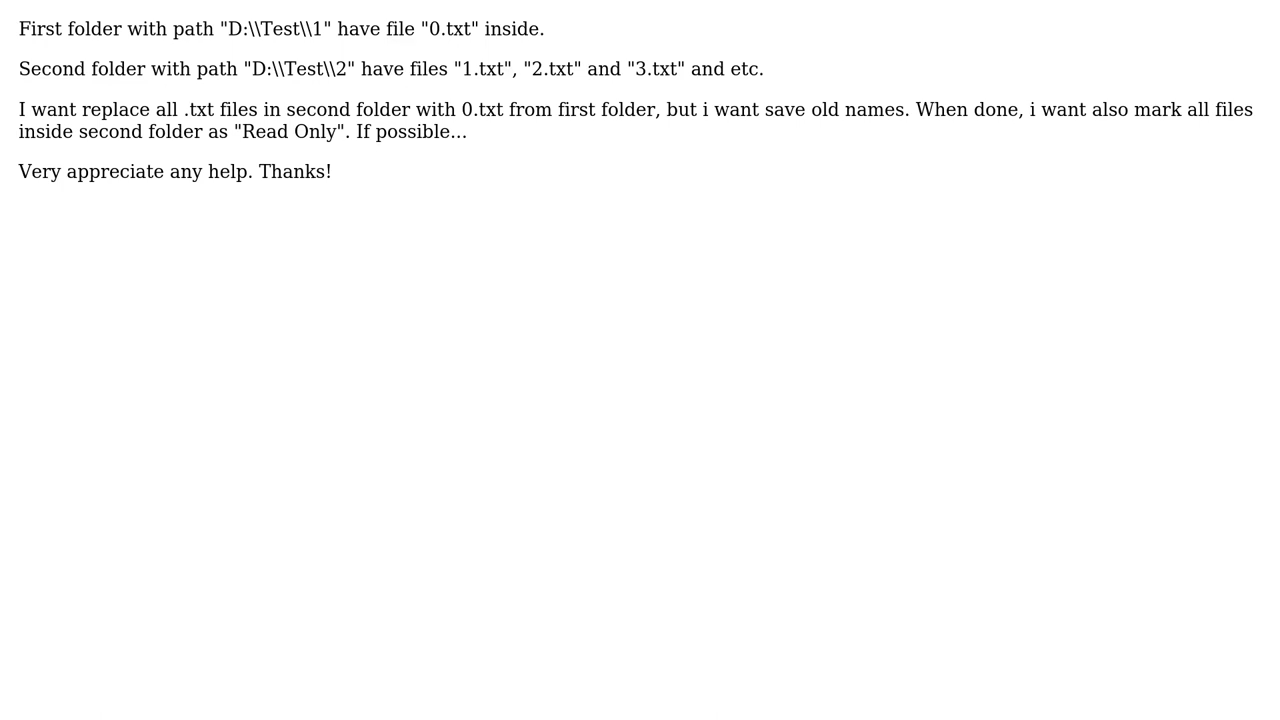 First folder with path "D:\\Test\\1" have file "0.txt" inside.
Second folder with path "D:\\Test\\2" have files "1.txt", "2.txt" and "3.txt" and etc.
I want replace all .txt files in second folder with 0.txt from first folder, but i want save old names. When done, i want also mark all files
inside second folder as "Read Only". If possible...
Very appreciate any help. Thanks!